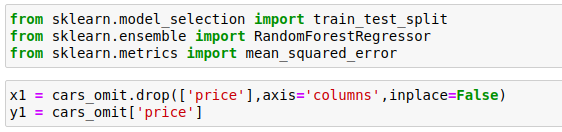 from sklearn.model_selection import train_test_split
from sklearn.ensemble import RandomForestRegressor
from sklearn.metrics import mean_squared_error
x1 = cars_omit.drop(['price'],axis='columns',inplace=False)
y1 = cars_omit['price']